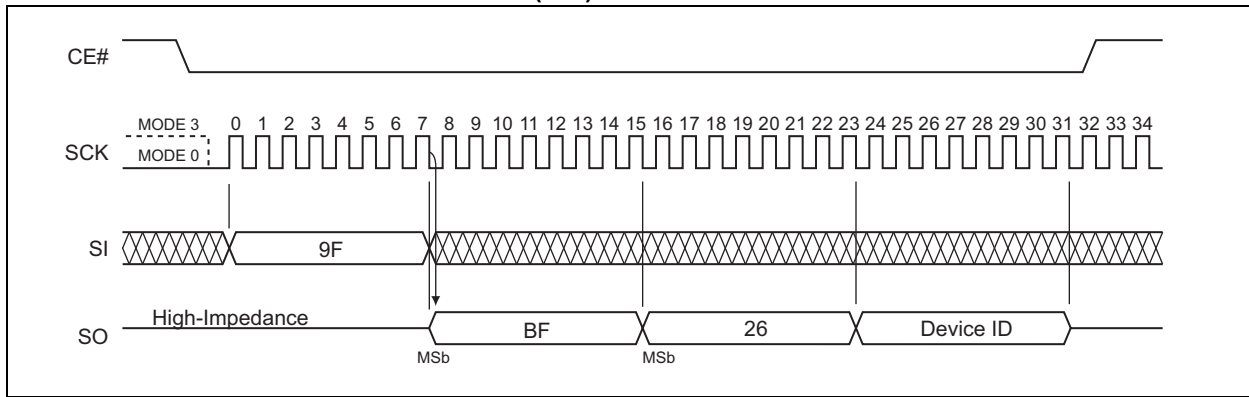 CE#
MODE 3 0 1 2 3 4 5 6 7 8 9 10 11 12 13 14 15 16 17 18 19 20 21 22 23 24 25 26 27 28 29 30 31 32 33 34
SCK
MODE 0
SI 9F
High-Impedance
SO BF 26 Device ID
MSb MSb